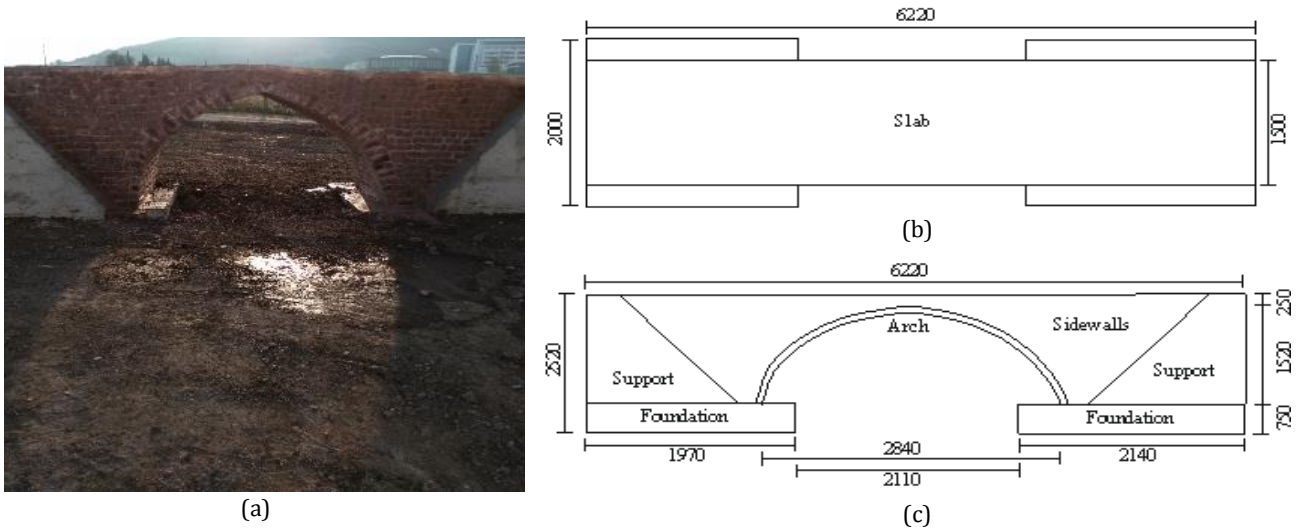 6220
2000
Slab
1500
(b)
6220
2520
Arch
Sidewalls
Support
Support
Foundation
Foundation
250
1520
750
1970
2840
2140
2110
(a)
(c)